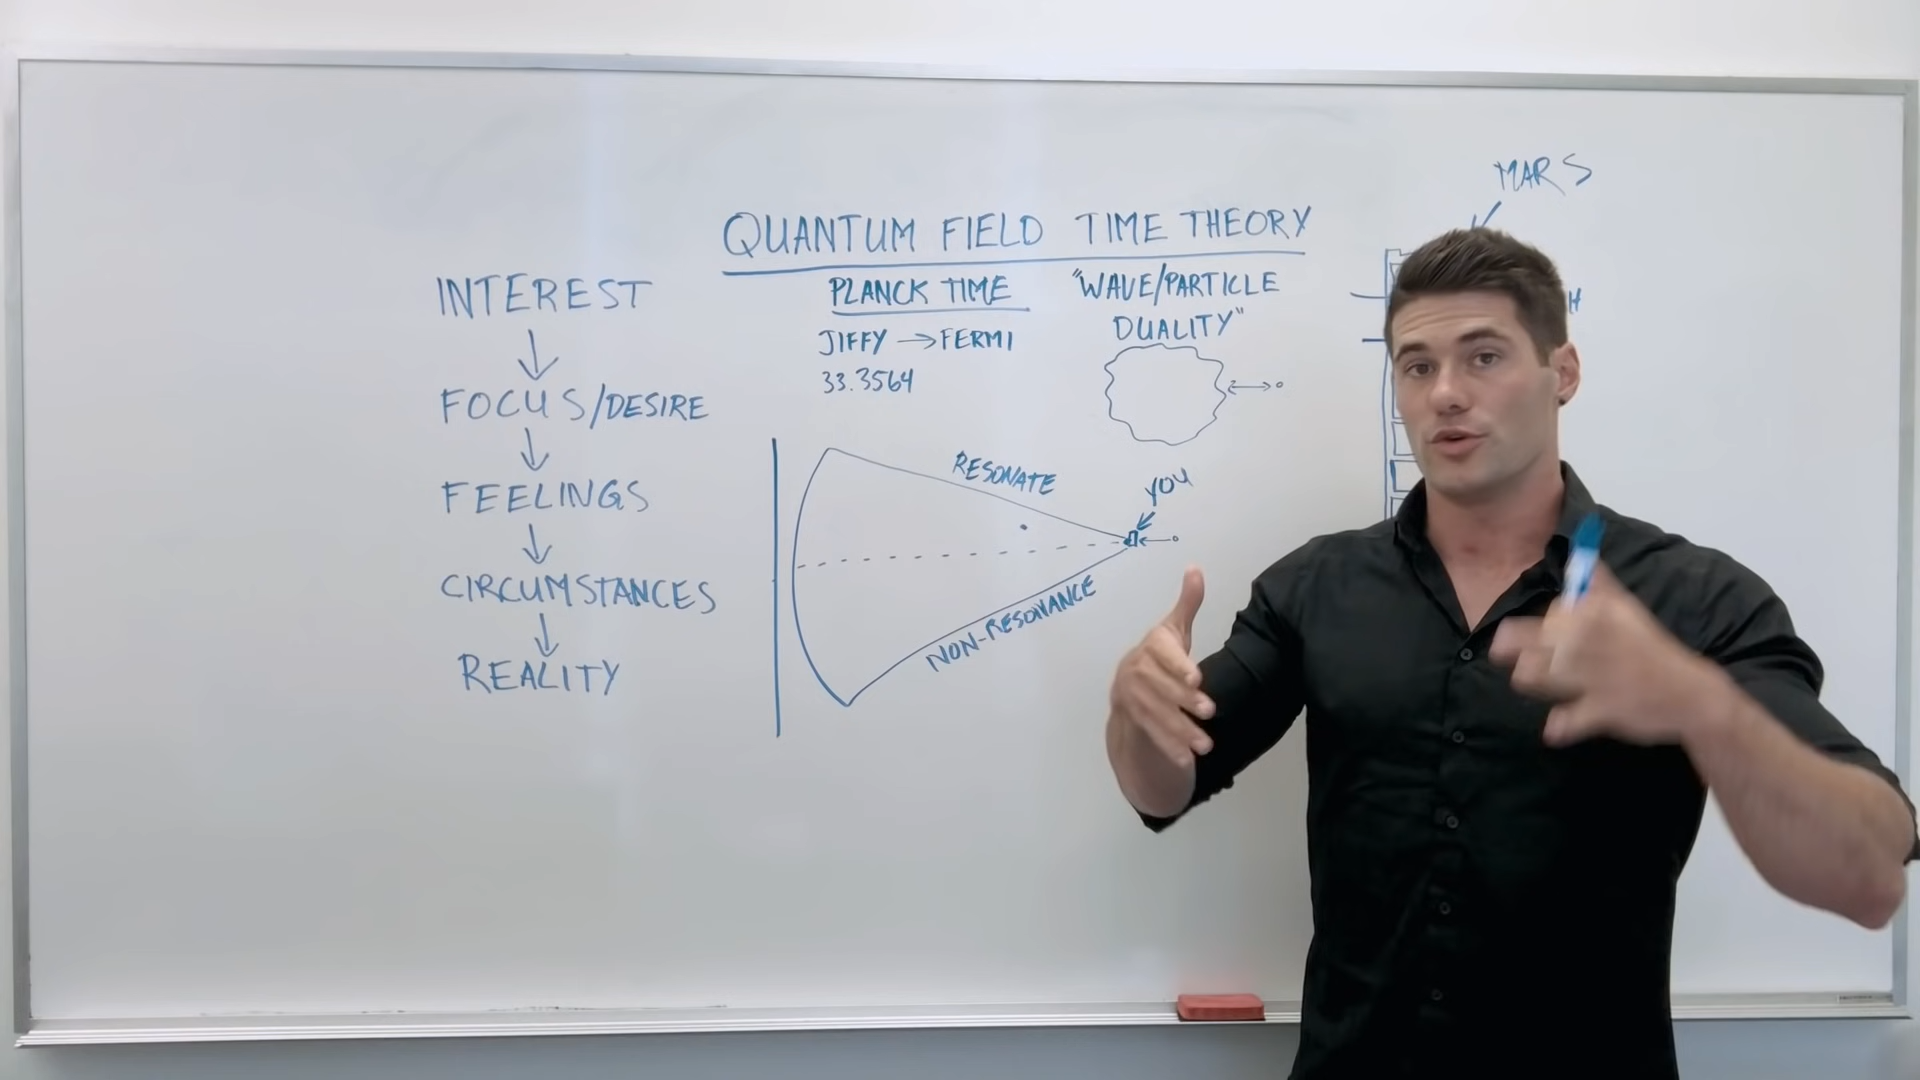 MARS
QUANTUM FIELD TIME THEORY
INTEREST
FOCUS/DESIRE
FEELINGS
CIRCUMSTANCES
REALITY
PLANCK TIME
JIFFY → FERMI
33.3564
"WAVE/PARTICLE
DUALITY"
RESONATE
YOU
NON-RESONANCE